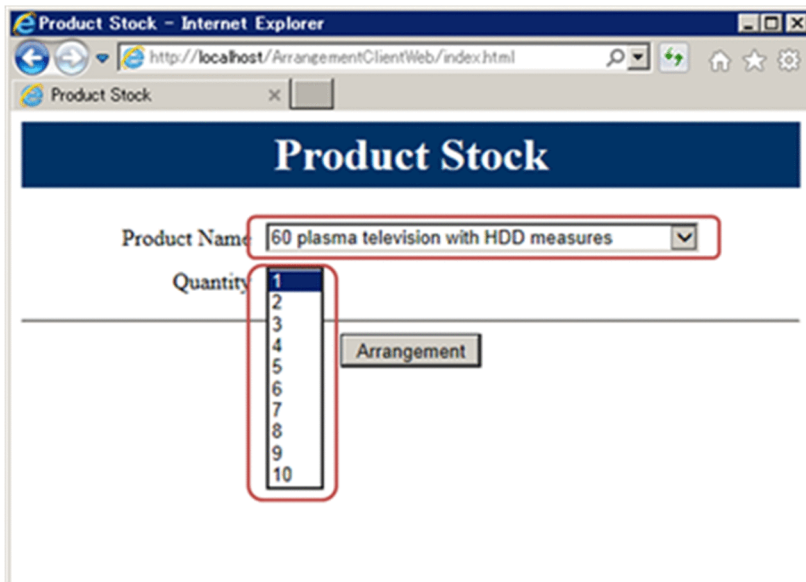 Product Stock - Internet Explorer
http://localhost/ArrangementClientWeb/index.html
Product Stock
Product Stock
Product Name 60 plasma television with HDD measures
Quantity 1
2
3
4
5
6
7
8
9
10
Arrangement